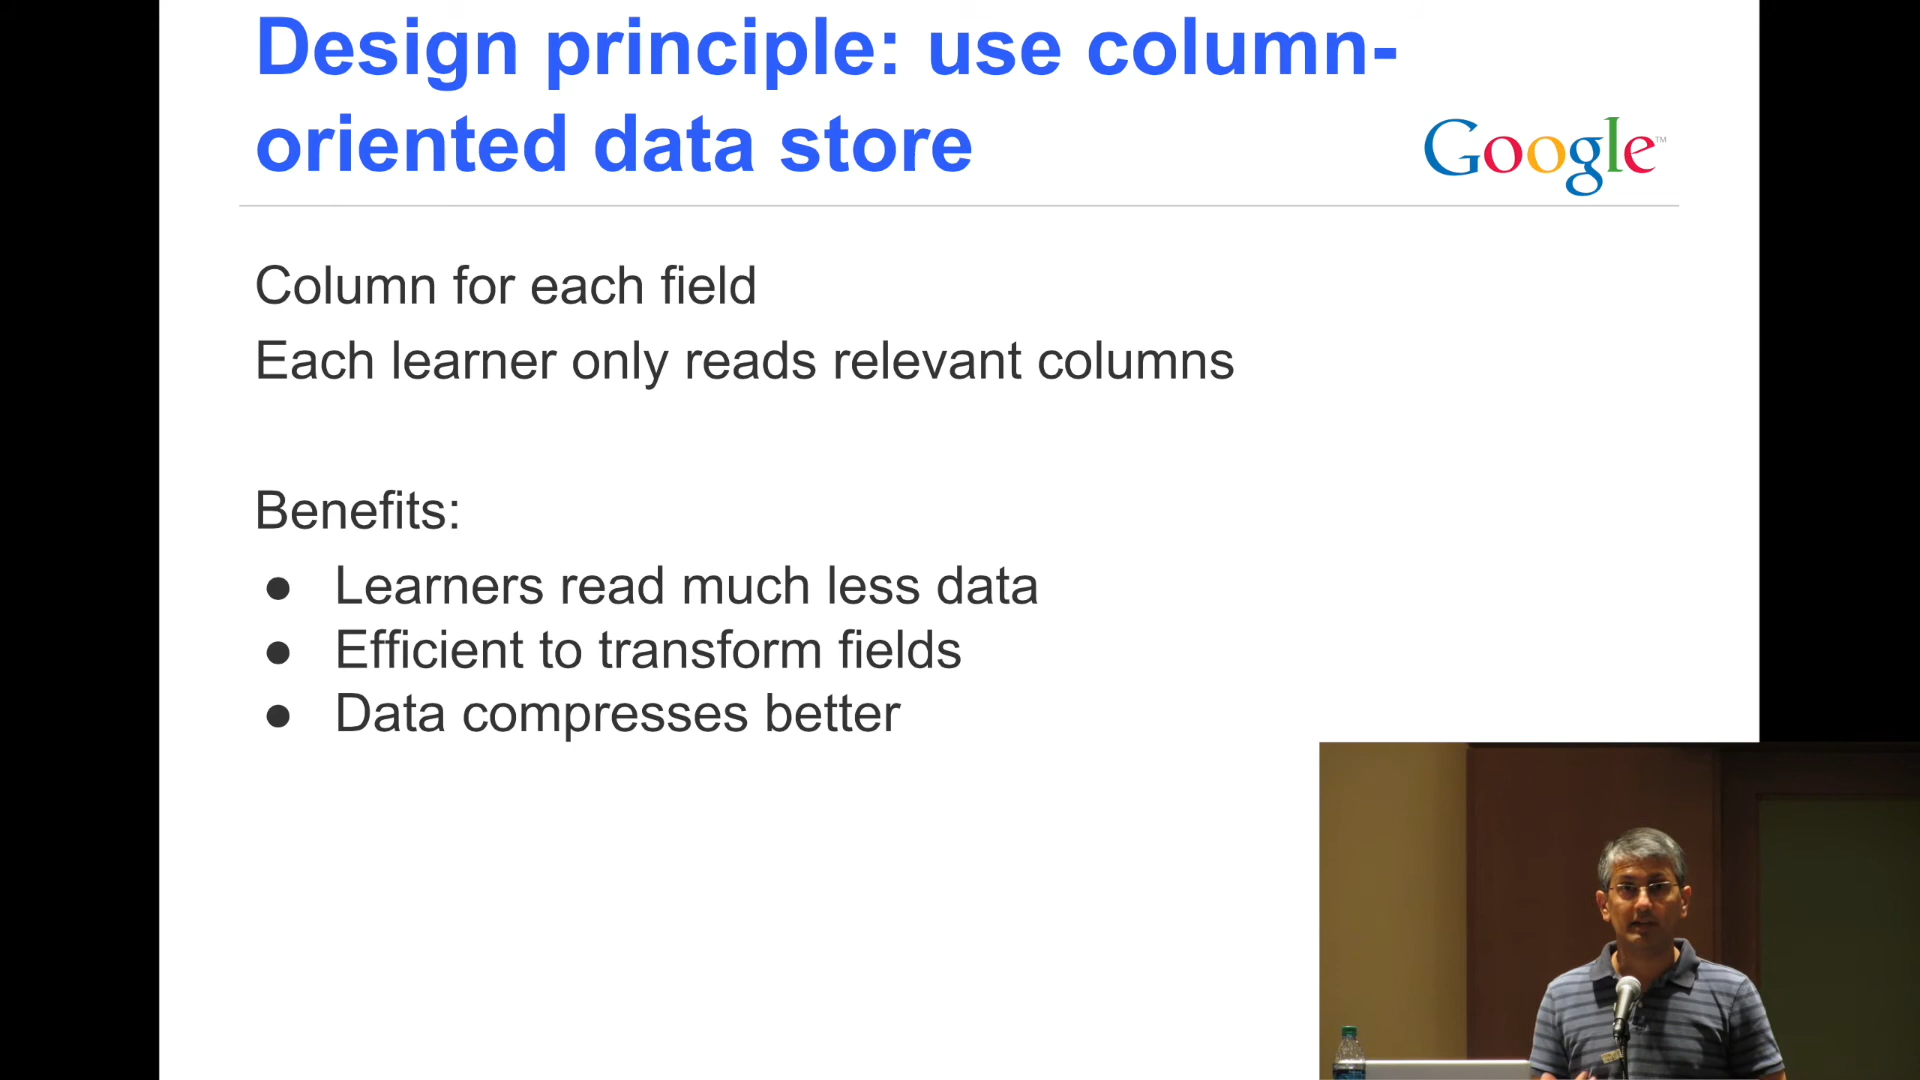 Design principle: use column-
oriented data store
Google™
Column for each field
Each learner only reads relevant columns
Benefits:
● Learners read much less data
● Efficient to transform fields
● Data compresses better